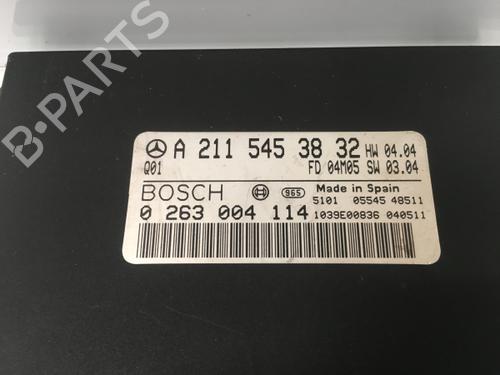 B-PARTS
A 211 545 38 32 HW 04.04
Q01 FD 04M05 SW 03.04
BOSCH 965 Made in Spain
5101 05545 48511
0 263 004 114 1039E00836 040511